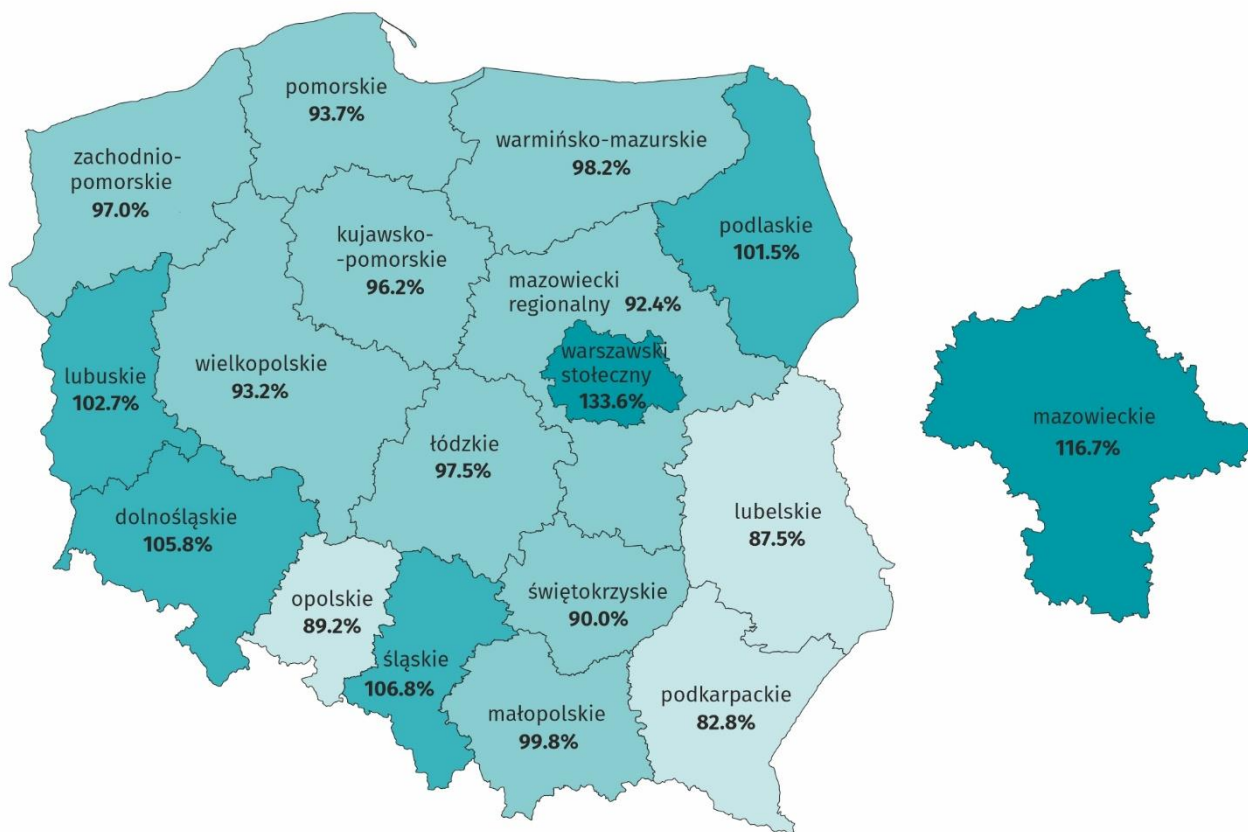 pomorskie
93.7%
warmińsko-mazurskie
98.2%
zachodnio-
pomorskie
97.0%
podlaskie
101.5%
kujawsko-
-pomorskie
96.2%
mazowiecki
regionalny 92.4%
warszawski
stołeczny
133.6%
lubuskie
102.7%
wielkopolskie
93.2%
mazowieckie
116.7%
łódzkie
97.5%
dolnośląskie
105.8%
lubelskie
87.5%
opolskie
89.2%
świętokrzyskie
90.0%
śląskie
106.8%
małopolskie
99.8%
podkarpackie
82.8%